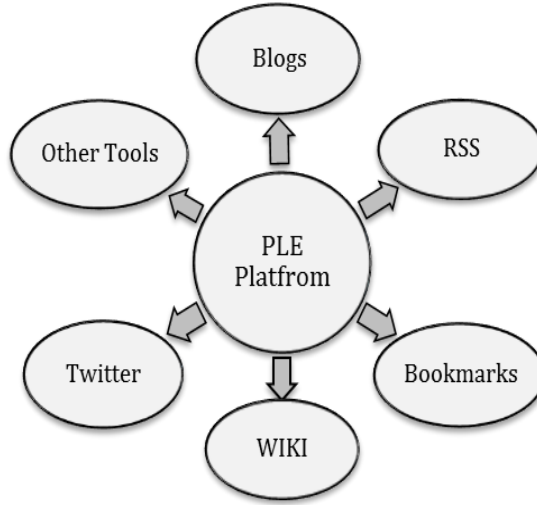 Blogs
Other Tools
RSS
PLE
Platfrom
Twitter
Bookmarks
WIKI